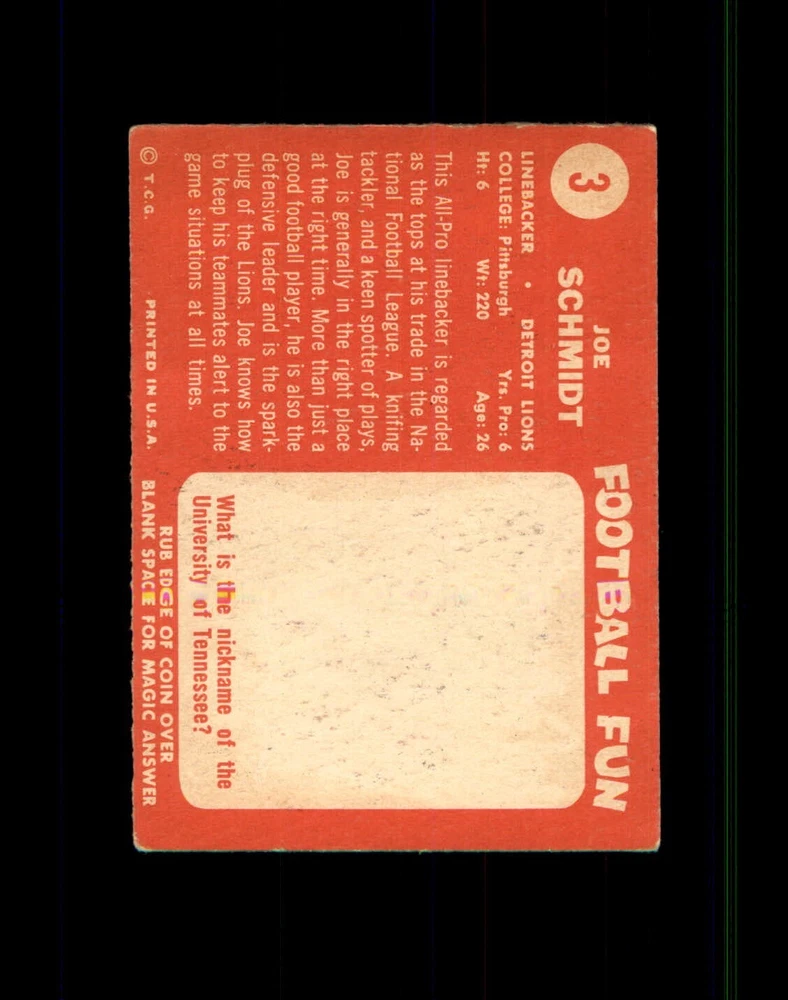 3
JOE
SCHMIDT
LINEBACKER • DETROIT LIONS
COLLEGE: Pittsburgh Yrs. Pro: 6
Ht: 6 Wt: 220 Age: 26
This All-Pro linebacker is regarded
as the tops at his trade in the Na-
tional Football League. A knifing
tackler, and a keen spotter of plays,
Joe is generally in the right place
at the right time. More than just a
good football player, he is also the
defensive leader and is the spark-
plug of the Lions. Joe knows how
to keep his teammates alert to the
game situations at all times.
© T.C.G. PRINTED IN U.S.A.
FOOTBALL FUN
What is the nickname of the
University of Tennessee?
RUB EDGE OF COIN OVER
BLANK SPACE FOR MAGIC ANSWER